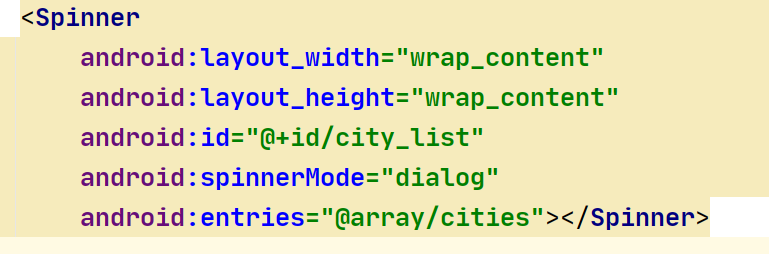 <Spinner
android:layout_width="wrap_content"
android:layout_height="wrap_content"
android:id="@+id/city_list"
android:spinnerMode="dialog"
android:entries="@array/cities"></Spinner>